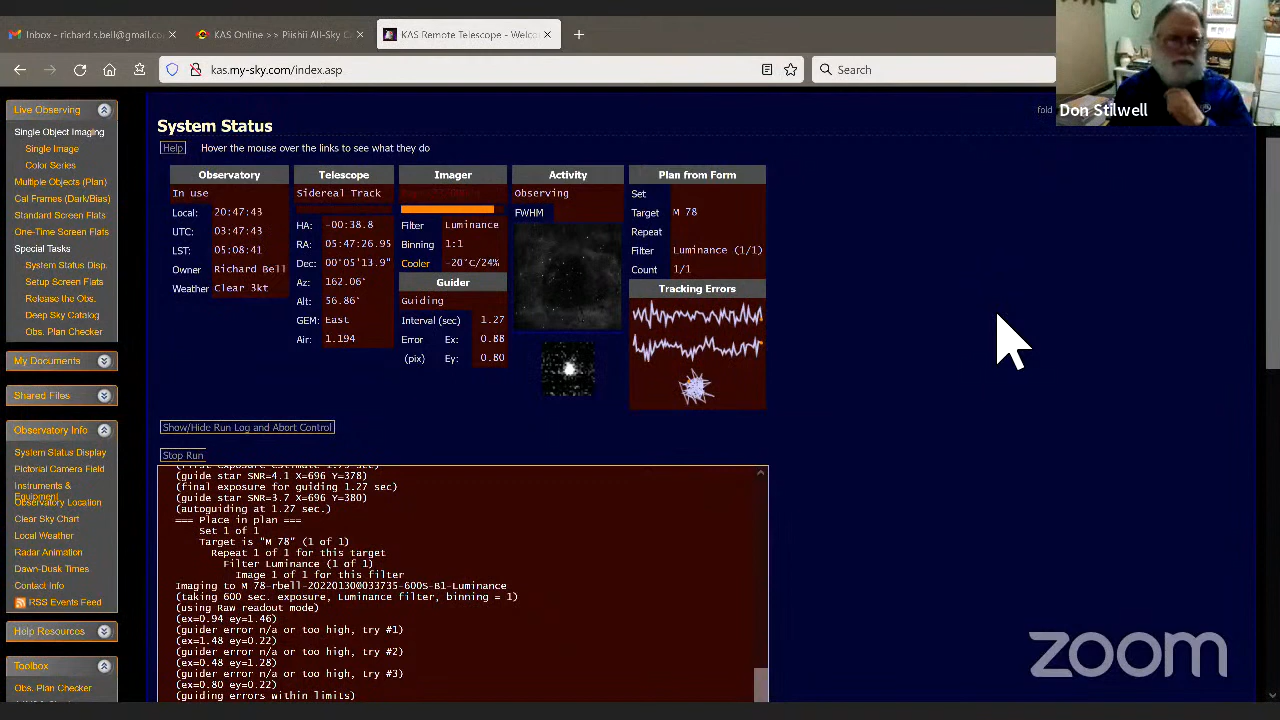 Inbox - richard.s.bell@gmail.co
KAS Online >> Piishii All-Sky C
KAS Remote Telescope - Welco
kas.my-sky.com/index.asp
Search
Don Stilwell
Live Observing
Single Object Imaging
Single Image
Color Series
Multiple Objects (Plan)
Cal Frames (Dark/Bias)
Standard Screen Flats
One-Time Screen Flats
Special Tasks
System Status Disp.
Setup Screen Flats
Release the Obs.
Deep Sky Catalog
Obs. Plan Checker
My Documents
Shared Files
Observatory Info
System Status Display
Pictorial Camera Field
Instruments &
Equipment
Observatory Location
Clear Sky Chart
Local Weather
Radar Animation
Dawn-Dusk Times
Contact Info
RSS Events Feed
Help Resources
Toolbox
Obs. Plan Checker
System Status
fold
Help Hover the mouse over the links to see what they do
Observatory
In use
Local: 20:47:43
UTC: 03:47:43
LST: 05:08:41
Owner Richard Bell
Weather Clear 3kt
Telescope
Sidereal Track
HA: -00:38.8
RA: 05:47:26.95
Dec: 00°05'13.9"
Az: 162.06°
Alt: 56.86°
GEM: East
Air: 1.194
Imager
Filter Luminance
Binning 1:1
Cooler -20°C/24%
Guider
Guiding
Interval (sec) 1.27
Error Ex: 0.88
(pix) Ey: 0.80
Activity
Observing
FWHM
Plan from Form
Set
Target M 78
Repeat
Filter Luminance (1/1)
Count 1/1
Tracking Errors
Show/Hide Run Log and Abort Control
Stop Run
(guide star SNR=4.1 X=696 Y=378)
(final exposure for guiding 1.27 sec)
(guide star SNR=3.7 X=696 Y=380)
(autoguiding at 1.27 sec.)
=== Place in plan ===
Set 1 of 1
Target is "M 78" (1 of 1)
Repeat 1 of 1 for this target
Filter Luminance (1 of 1)
Image 1 of 1 for this filter
Imaging to M 78-rbell-20220130@033735-600S-B1-Luminance
(taking 600 sec. exposure, Luminance filter, binning = 1)
(using Raw readout mode)
(ex=0.94 ey=1.46)
(guider error n/a or too high, try #1)
(ex=1.48 ey=0.22)
(guider error n/a or too high, try #2)
(ex=0.48 ey=1.28)
(guider error n/a or too high, try #3)
(ex=0.80 ey=0.22)
(guiding errors within limits)
zoom